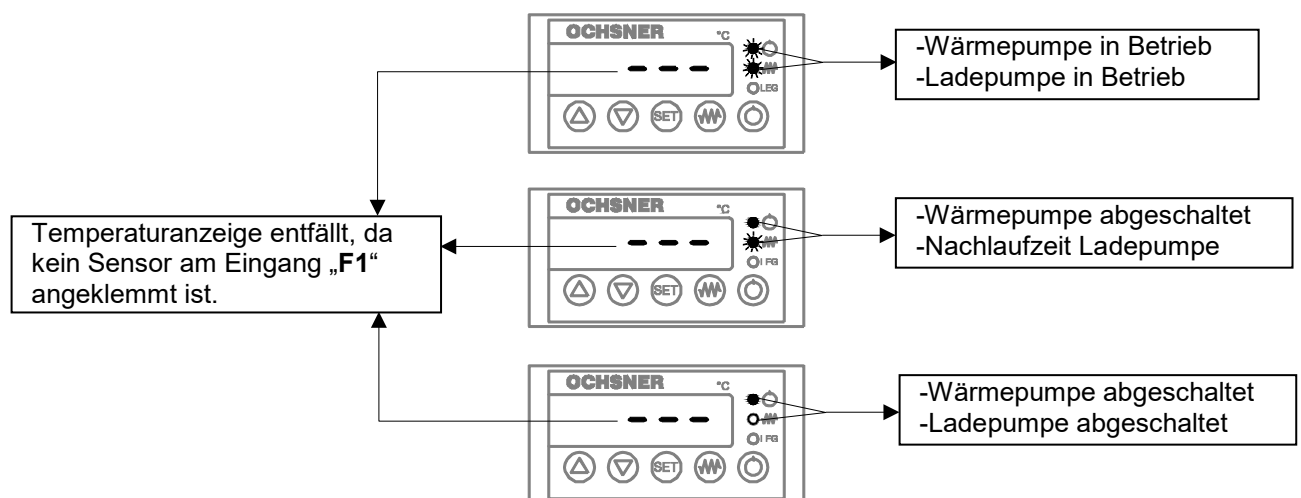 OCHSNER °C
– – –
LEG
SET
-Wärmepumpe in Betrieb
-Ladepumpe in Betrieb
Temperaturanzeige entfällt, da
kein Sensor am Eingang „F1“
angeklemmt ist.
OCHSNER °C
– – –
SET
-Wärmepumpe abgeschaltet
-Nachlaufzeit Ladepumpe
OCHSNER °C
– – –
SET
-Wärmepumpe abgeschaltet
-Ladepumpe abgeschaltet